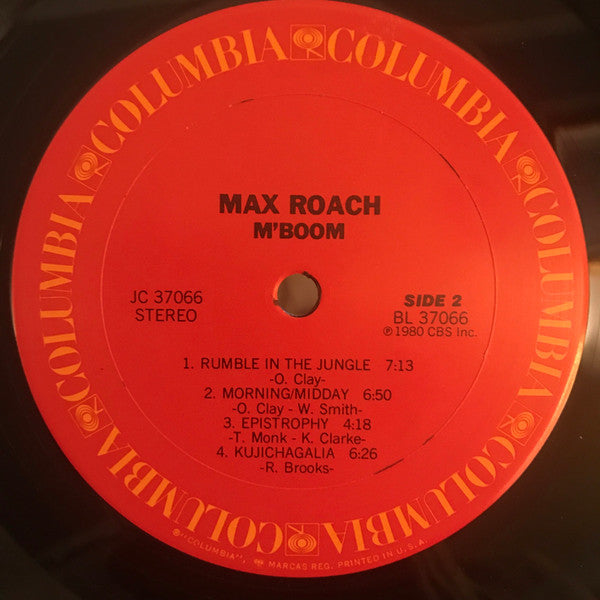 COLUMBIA COLUMBIA COLUMBIA COLUMBIA COLUMBIA COLUMBIA
MAX ROACH
M'BOOM
JC 37066
STEREO
SIDE 2
BL 37066
℗ 1980 CBS Inc.
1. RUMBLE IN THE JUNGLE 7:13
-O. Clay-
2. MORNING/MIDDAY 6:50
-O. Clay - W. Smith-
3. EPISTROPHY 4:18
-T. Monk - K. Clarke-
4. KUJICHAGALIA 6:26
-R. Brooks-
®"COLUMBIA", MARCAS REG. PRINTED IN U.S.A.